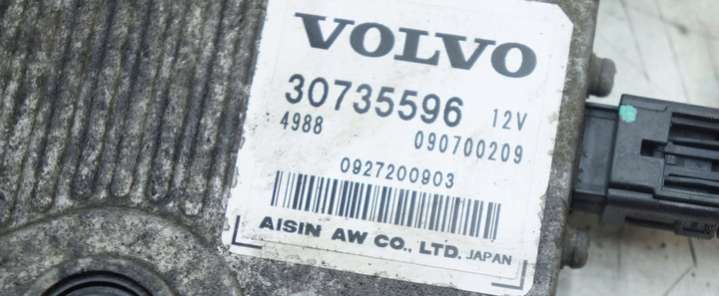 VOLVO
30735596 12V
4988 090700209
0927200903
AISIN AW CO., LTD. JAPAN